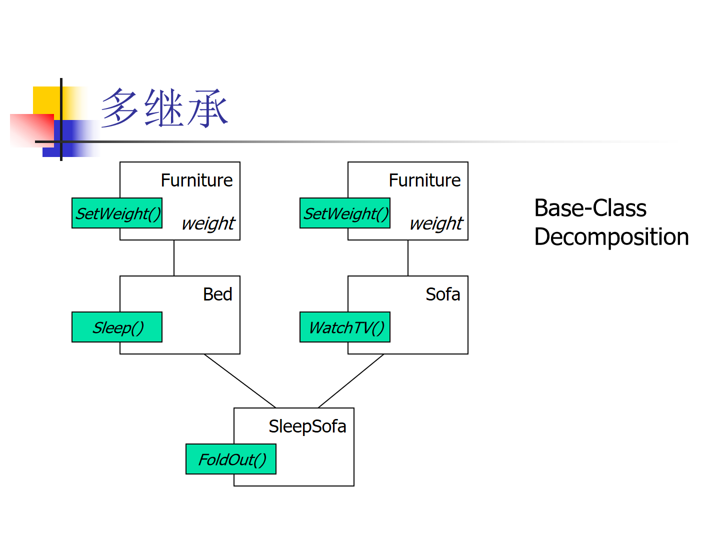 多继承
Furniture
SetWeight()
weight
Furniture
SetWeight()
weight
Base-Class
Decomposition
Bed
Sleep()
Sofa
WatchTV()
SleepSofa
FoldOut()